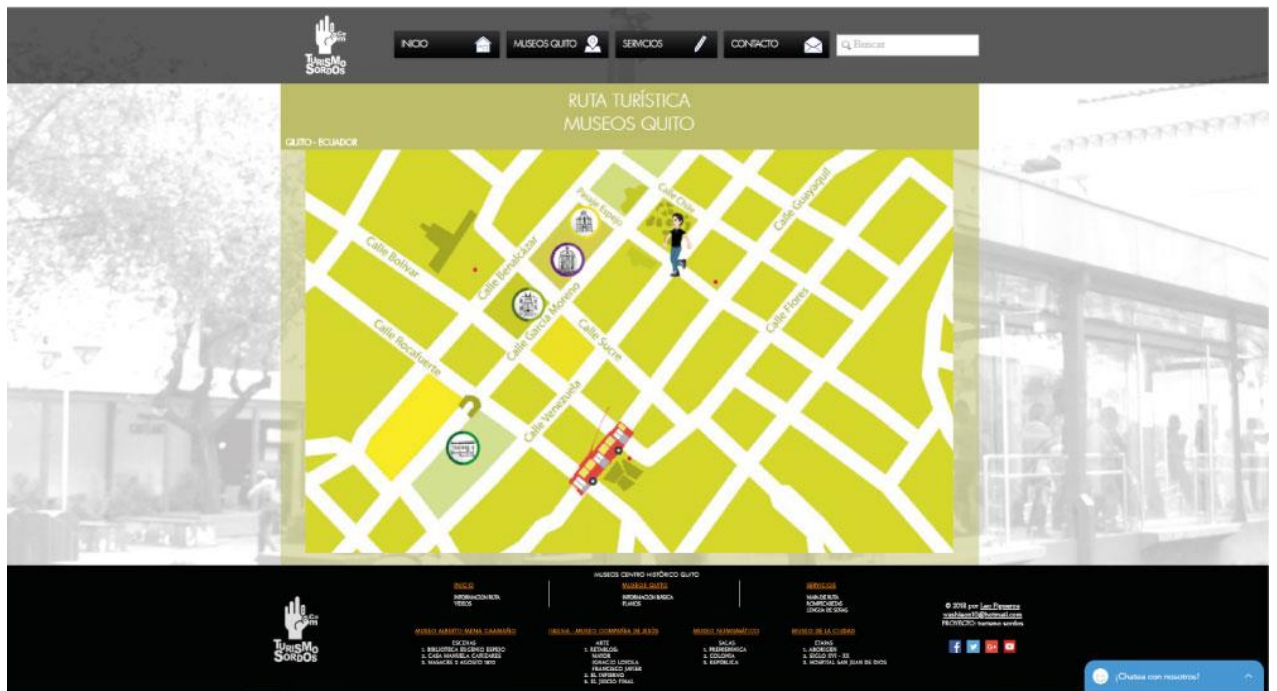 .Com
TURISMO
SORDOS
INICIO
MUSEOS QUITO
SERVICIOS
CONTACTO
Buscar
RUTA TURÍSTICA
MUSEOS QUITO
QUITO - ECUADOR
Pasaje Espejo
Calle Chile
Calle Guayaquil
Calle Bolívar
Calle Benalcázar
Calle García Moreno
Calle Sucre
Calle Flores
Calle Rocafuerte
Calle Venezuela
MUSEOS CENTRO HISTÓRICO QUITO
INICIO
INFORMACION RUTA
VIDEOS
MUSEOS QUITO
INFORMACION BÁSICA
PLANOS
SERVICIOS
MAPA DE RUTA
ROMPECABEZAS
LENGUA DE SEÑAS
.Com
TURISMO
SORDOS
MUSEO ALBERTO MENA CAAMAÑO
ESCENAS
1. BIBLIOTECA EUGENIO ESPEJO
2. CASA MANUELA CAÑIZARES
3. MASACRE 2 AGOSTO 1810
IGLESIA - MUSEO COMPAÑÍA DE JESÚS
ARTE
1. RETABLOS:
MAYOR
IGNACIO LOYOLA
FRANCISCO JAVIER
2. EL INFIERNO
3. EL JUICIO FINAL
MUSEO NUMISMÁTICO
SALAS
1. PREHISPÁNICA
2. COLONIA
3. REPÚBLICA
MUSEO DE LA CIUDAD
ETAPAS
1. ABORIGEN
2. SIGLO XVI - XX
3. HOSPITAL SAN JUAN DE DIOS
© 2018 por Leo Figueroa
PROYECTO: turismo sordos
¡Chatea con nosotros!